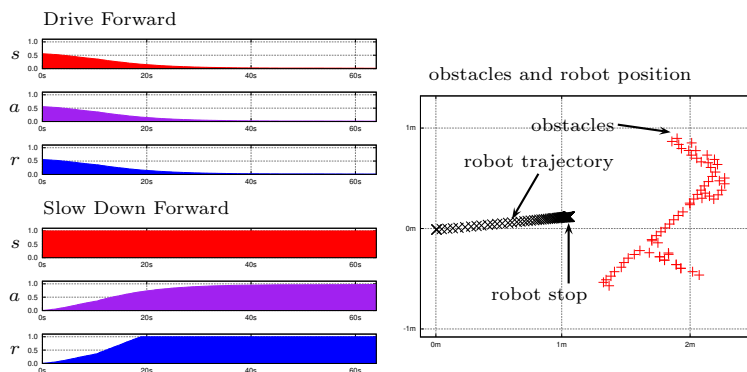 Drive Forward
s
1.0
0.5
0.0
0s
20s
40s
60s
a
1.0
0.5
0.0
0s
20s
40s
60s
r
1.0
0.5
0.0
0s
20s
40s
60s
Slow Down Forward
s
1.0
0.5
0.0
0s
20s
40s
60s
a
1.0
0.5
0.0
0s
20s
40s
60s
r
1.0
0.5
0.0
0s
20s
40s
60s
obstacles and robot position
1m
0m
-1m
obstacles
robot trajectory
robot stop
0m
1m
2m